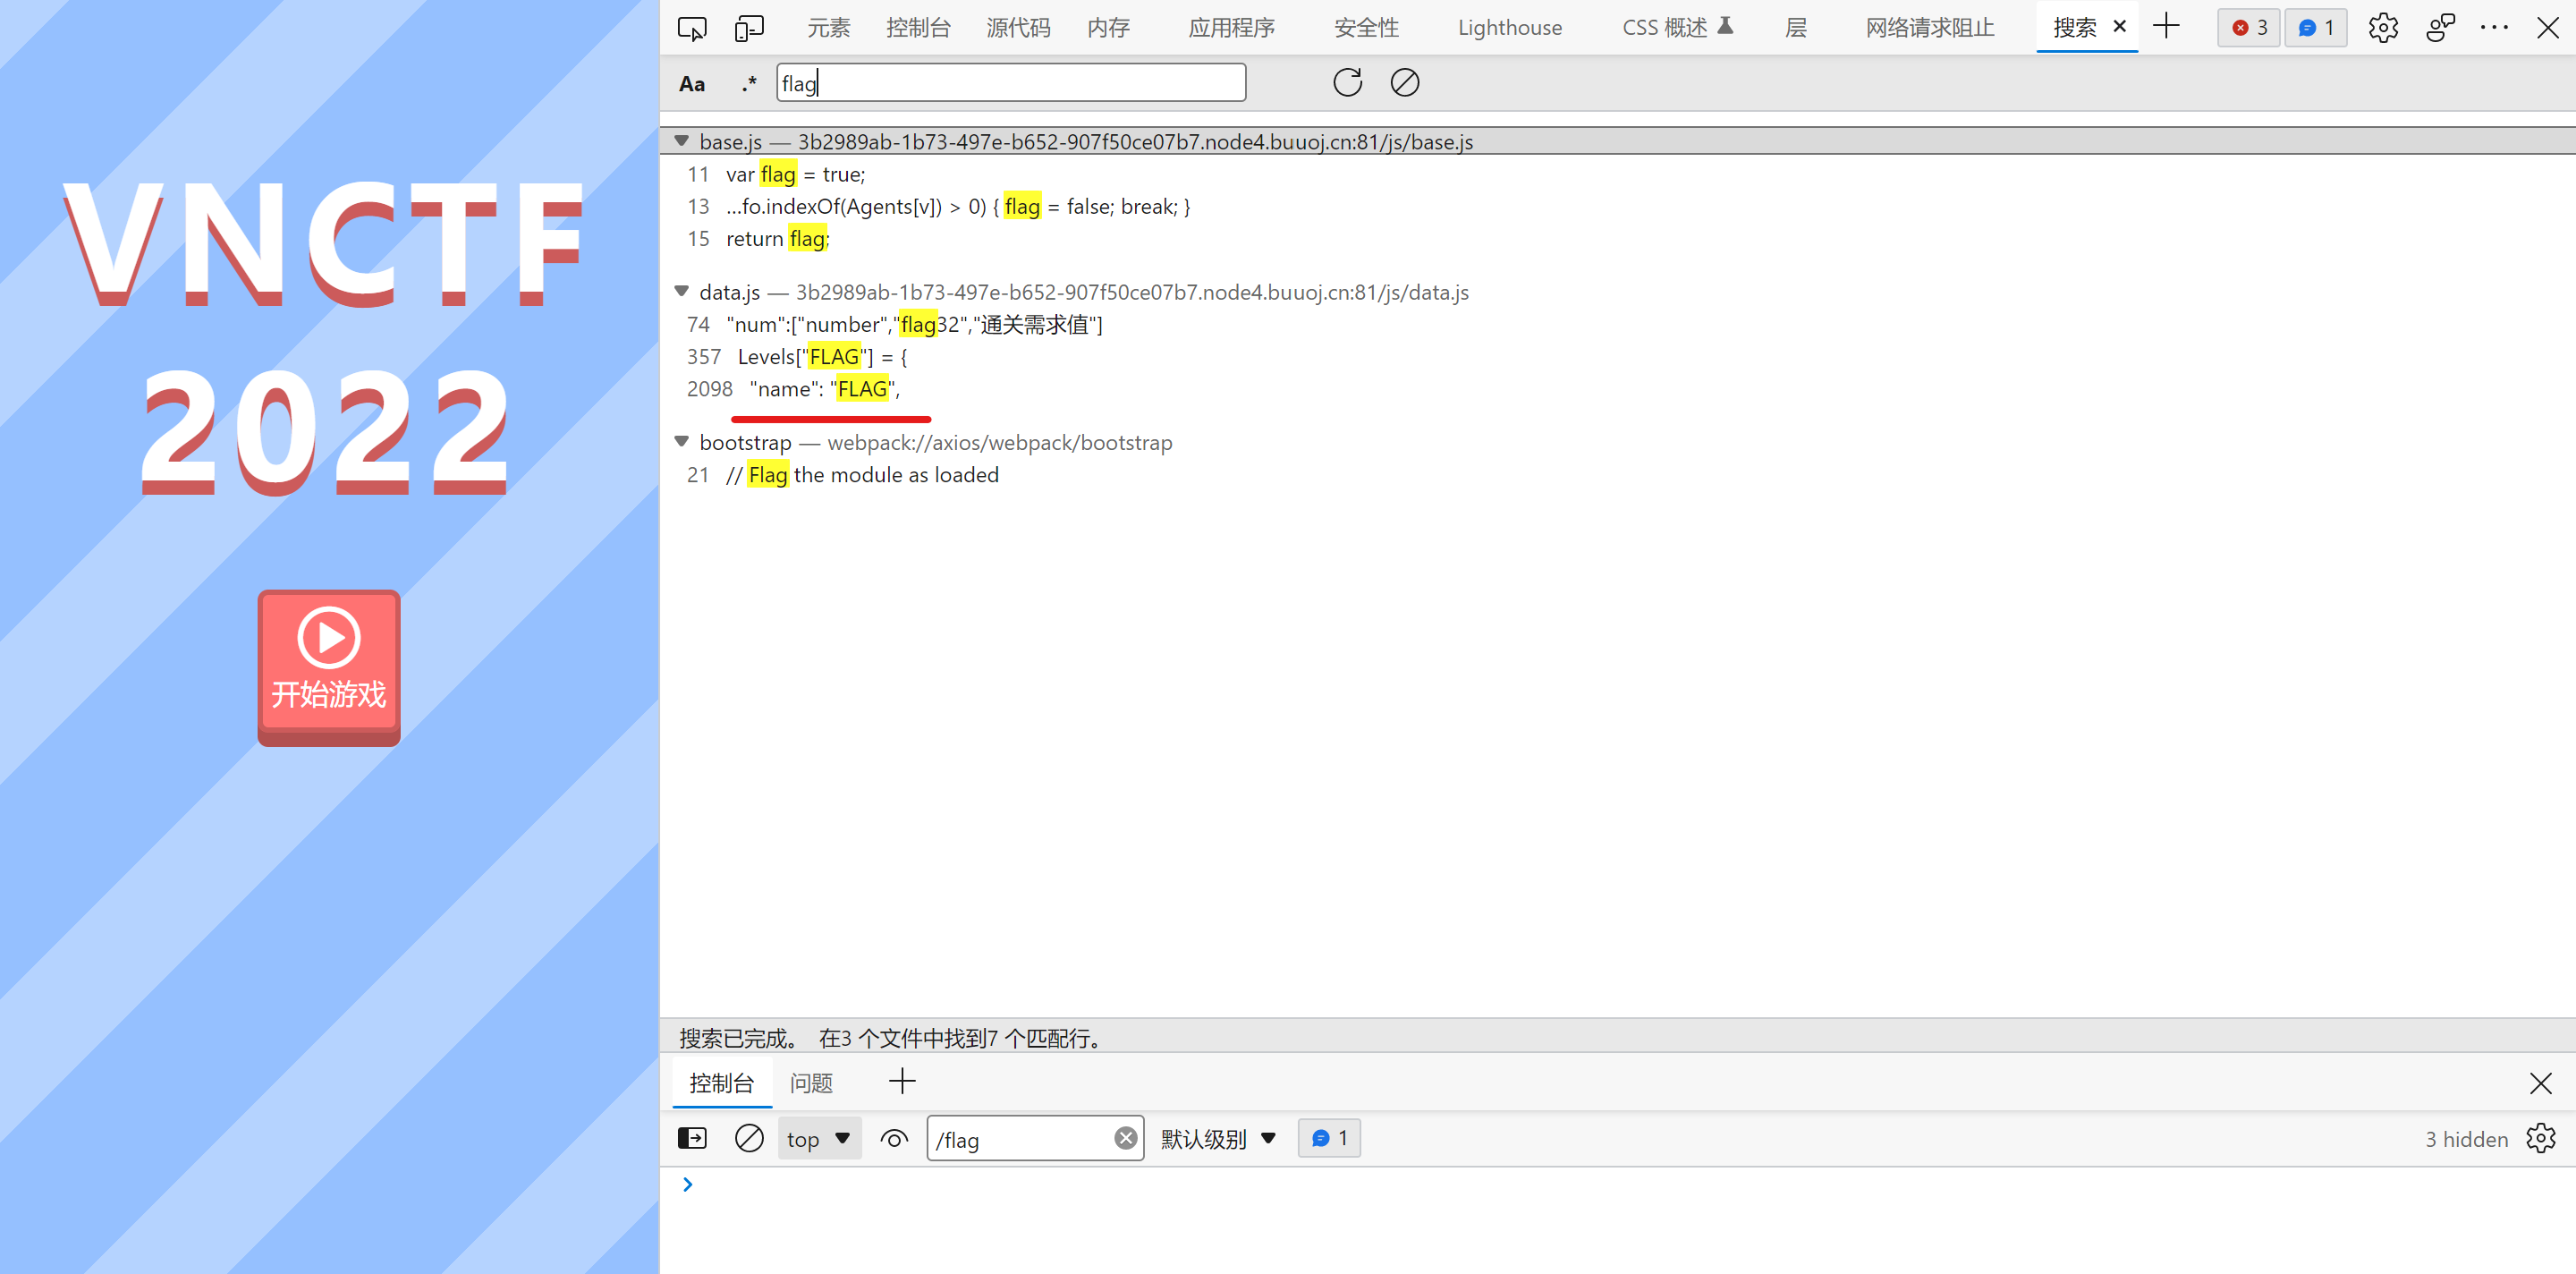 VNCTF
2022
开始游戏
元素 控制台 源代码 内存 应用程序 安全性 Lighthouse CSS 概述 层 网络请求阻止 搜索 3 1
Aa .* flag
base.js — 3b2989ab-1b73-497e-b652-907f50ce07b7.node4.buuoj.cn:81/js/base.js
11 var flag = true;
13 …fo.indexOf(Agents[v]) > 0) { flag = false; break; }
15 return flag;
data.js — 3b2989ab-1b73-497e-b652-907f50ce07b7.node4.buuoj.cn:81/js/data.js
74 "num":["number","flag32","通关需求值"]
357 Levels["FLAG"] = {
2098 "name": "FLAG",
bootstrap — webpack://axios/webpack/bootstrap
21 // Flag the module as loaded
搜索已完成。 在3 个文件中找到7 个匹配行。
控制台 问题
top /flag 默认级别 1 3 hidden